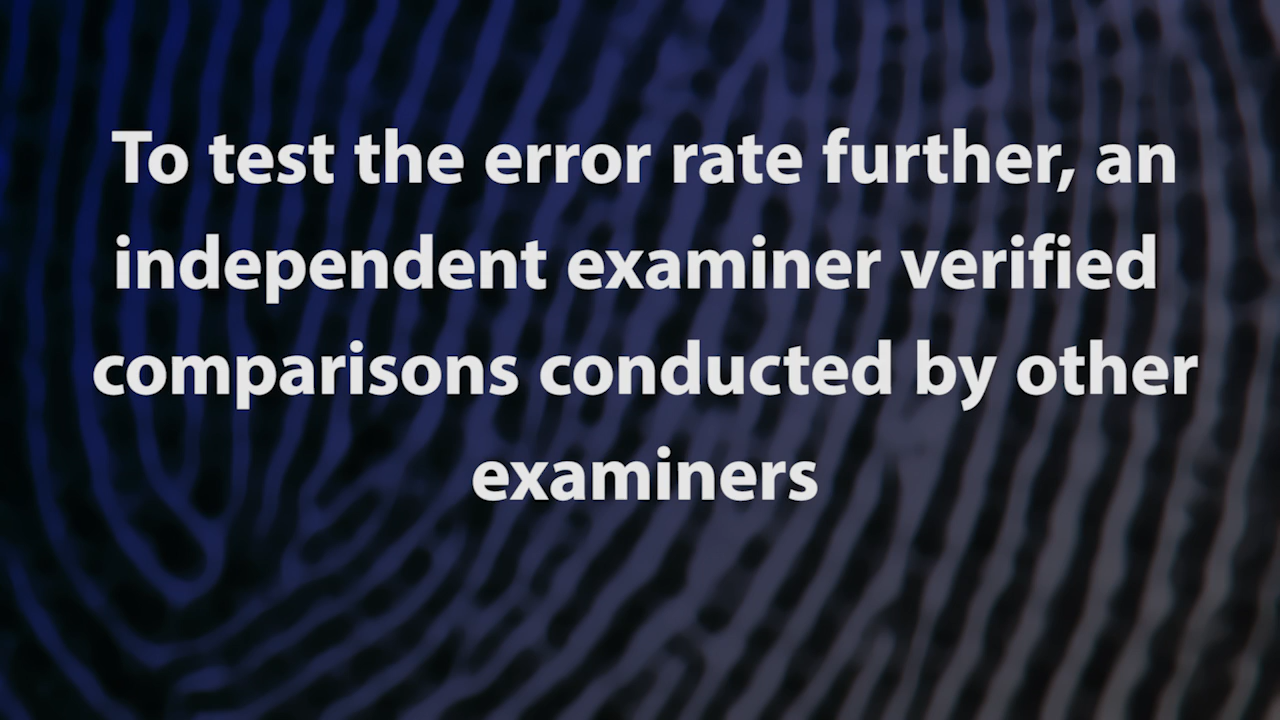 To test the error rate further, an
independent examiner verified
comparisons conducted by other
examiners